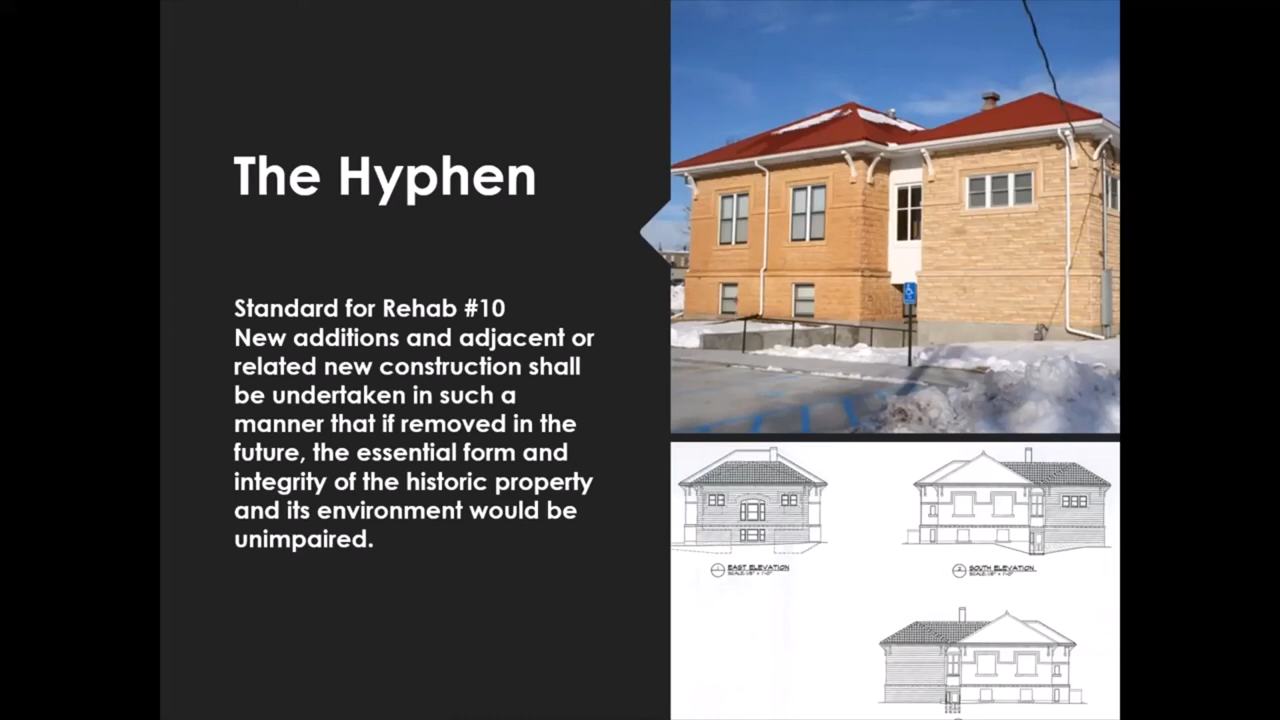 The Hyphen
Standard for Rehab #10
New additions and adjacent or
related new construction shall
be undertaken in such a
manner that if removed in the
future, the essential form and
integrity of the historic property
and its environment would be
unimpaired.
EAST ELEVATION
SOUTH ELEVATION